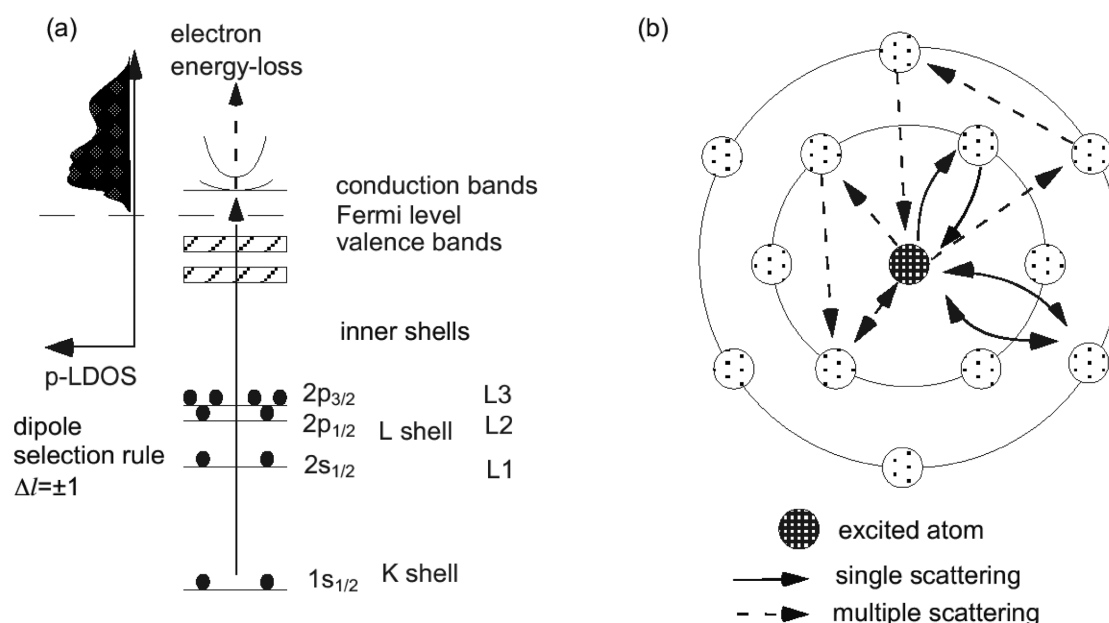 (a)
electron
energy-loss
conduction bands
Fermi level
valence bands
inner shells
p-LDOS
2p3/2 L3
dipole
selection rule
Δl=±1
2p1/2 L shell L2
2s1/2 L1
1s1/2 K shell
(b)
excited atom
single scattering
multiple scattering